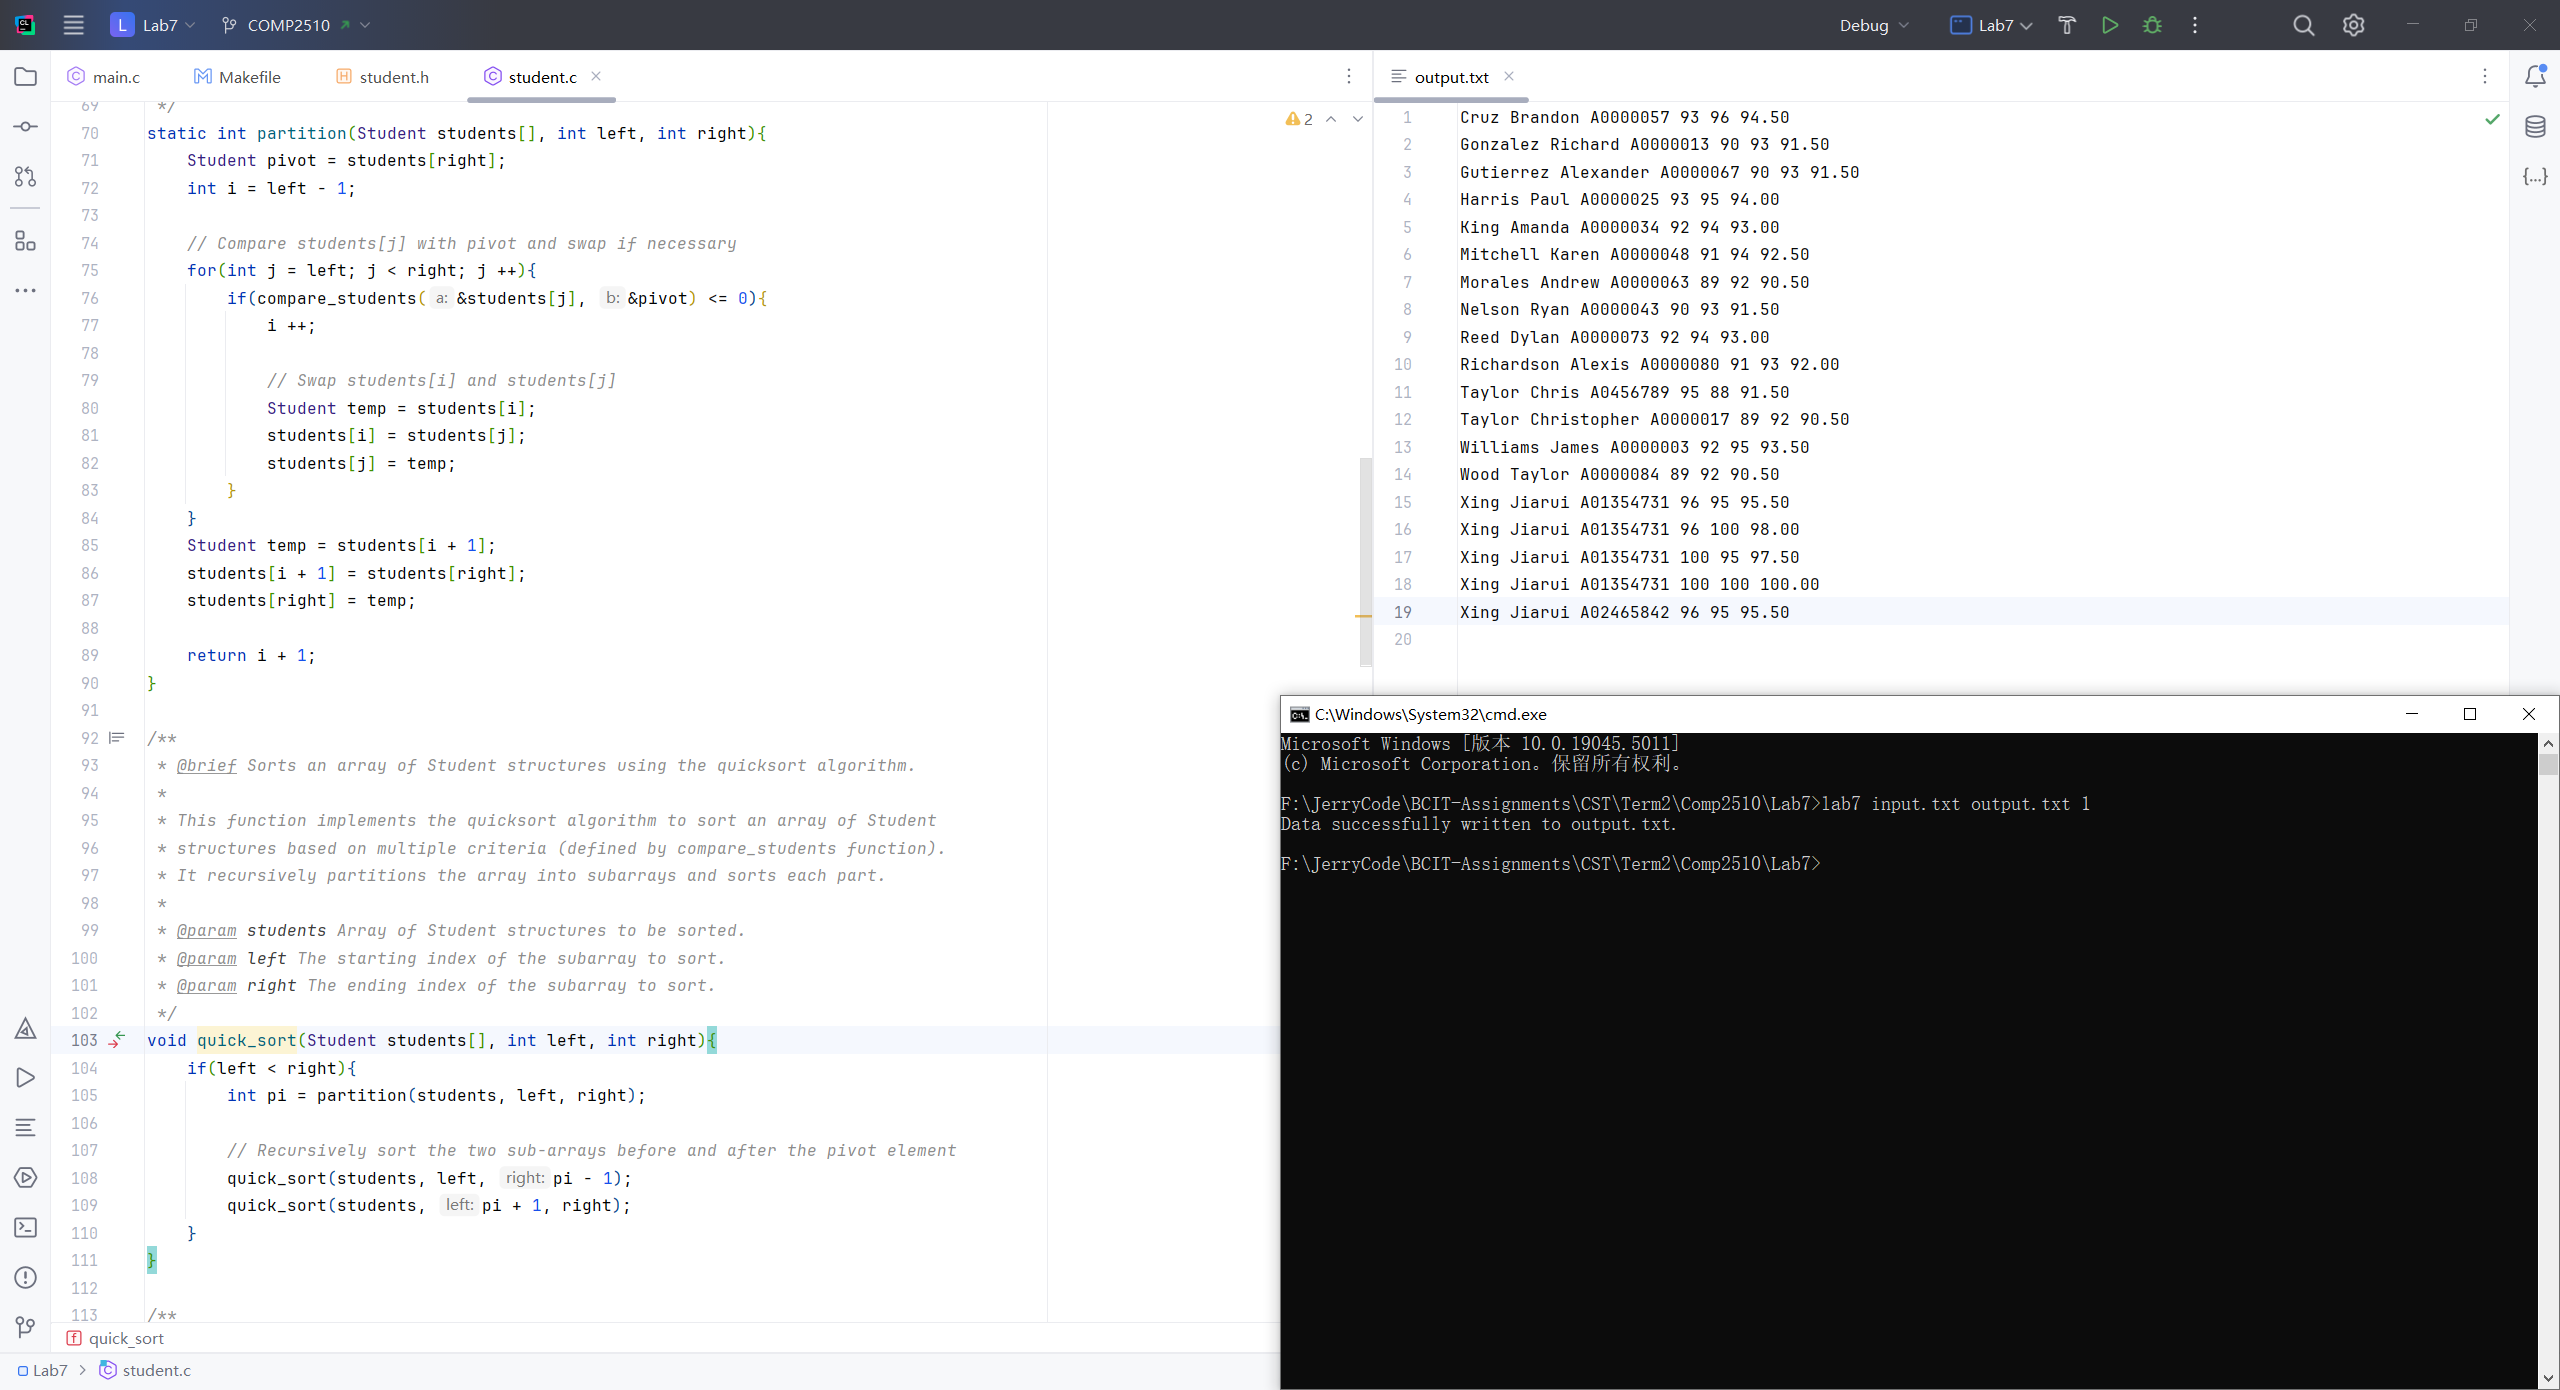 L Lab7 COMP2510 Debug Lab7
main.c Makefile student.h student.c
69 */
70 static int partition(Student students[], int left, int right){
71 Student pivot = students[right];
72 int i = left - 1;
73
74 // Compare students[j] with pivot and swap if necessary
75 for(int j = left; j < right; j ++){
76 if(compare_students( a: &students[j], b: &pivot) <= 0){
77 i ++;
78
79 // Swap students[i] and students[j]
80 Student temp = students[i];
81 students[i] = students[j];
82 students[j] = temp;
83 }
84 }
85 Student temp = students[i + 1];
86 students[i + 1] = students[right];
87 students[right] = temp;
88
89 return i + 1;
90 }
91
92 /**
93 * @brief Sorts an array of Student structures using the quicksort algorithm.
94 *
95 * This function implements the quicksort algorithm to sort an array of Student
96 * structures based on multiple criteria (defined by compare_students function).
97 * It recursively partitions the array into subarrays and sorts each part.
98 *
99 * @param students Array of Student structures to be sorted.
100 * @param left The starting index of the subarray to sort.
101 * @param right The ending index of the subarray to sort.
102 */
103 void quick_sort(Student students[], int left, int right){
104 if(left < right){
105 int pi = partition(students, left, right);
106
107 // Recursively sort the two sub-arrays before and after the pivot element
108 quick_sort(students, left, right: pi - 1);
109 quick_sort(students, left: pi + 1, right);
110 }
111 }
112
113 /**
2
f quick_sort
Lab7 > student.c
output.txt
1 Cruz Brandon A0000057 93 96 94.50
2 Gonzalez Richard A0000013 90 93 91.50
3 Gutierrez Alexander A0000067 90 93 91.50
4 Harris Paul A0000025 93 95 94.00
5 King Amanda A0000034 92 94 93.00
6 Mitchell Karen A0000048 91 94 92.50
7 Morales Andrew A0000063 89 92 90.50
8 Nelson Ryan A0000043 90 93 91.50
9 Reed Dylan A0000073 92 94 93.00
10 Richardson Alexis A0000080 91 93 92.00
11 Taylor Chris A0456789 95 88 91.50
12 Taylor Christopher A0000017 89 92 90.50
13 Williams James A0000003 92 95 93.50
14 Wood Taylor A0000084 89 92 90.50
15 Xing Jiarui A01354731 96 95 95.50
16 Xing Jiarui A01354731 96 100 98.00
17 Xing Jiarui A01354731 100 95 97.50
18 Xing Jiarui A01354731 100 100 100.00
19 Xing Jiarui A02465842 96 95 95.50
20
C:\Windows\System32\cmd.exe
Microsoft Windows [版本 10.0.19045.5011]
(c) Microsoft Corporation。保留所有权利。
F:\JerryCode\BCIT-Assignments\CST\Term2\Comp2510\Lab7>lab7 input.txt output.txt 1
Data successfully written to output.txt.
F:\JerryCode\BCIT-Assignments\CST\Term2\Comp2510\Lab7>